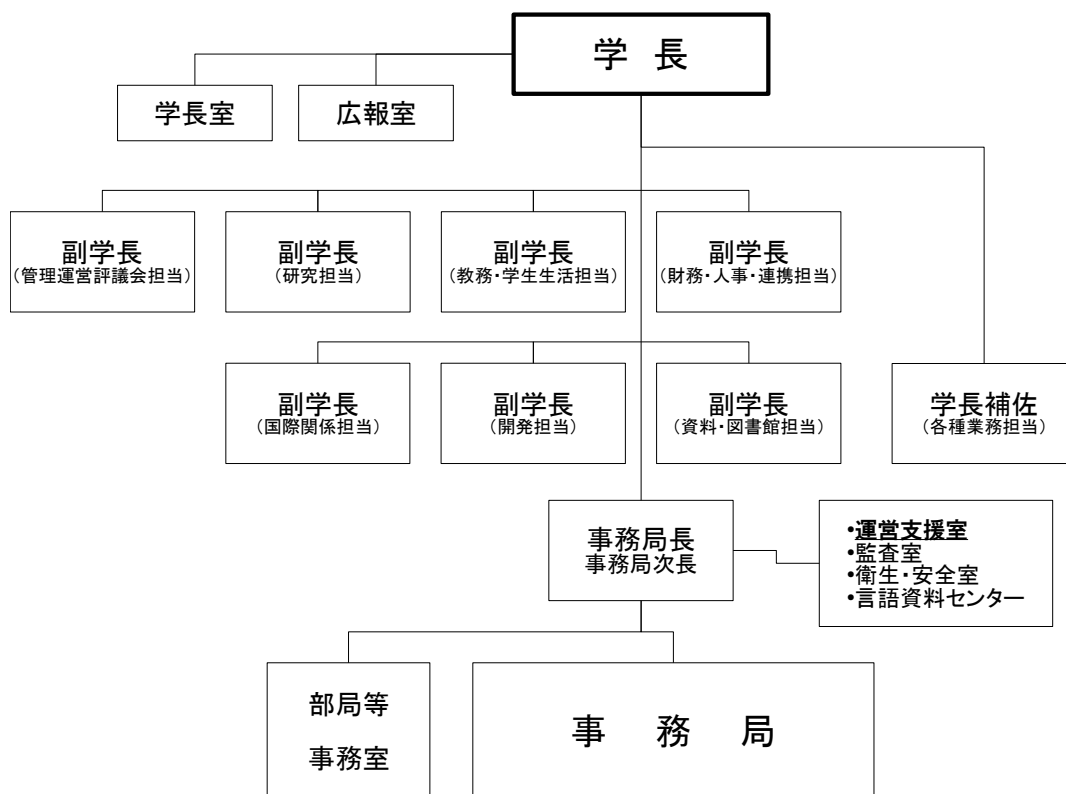 学 長
学長室
広報室
副学長
（管理運営評議会担当）
副学長
（研究担当）
副学長
（教務・学生生活担当）
副学長
（財務・人事・連携担当）
副学長
（国際関係担当）
副学長
（開発担当）
副学長
（資料・図書館担当）
学長補佐
（各種業務担当）
事務局長
事務局次長
•運営支援室
•監査室
•衛生・安全室
•言語資料センター
部局等
事務室
事 務 局